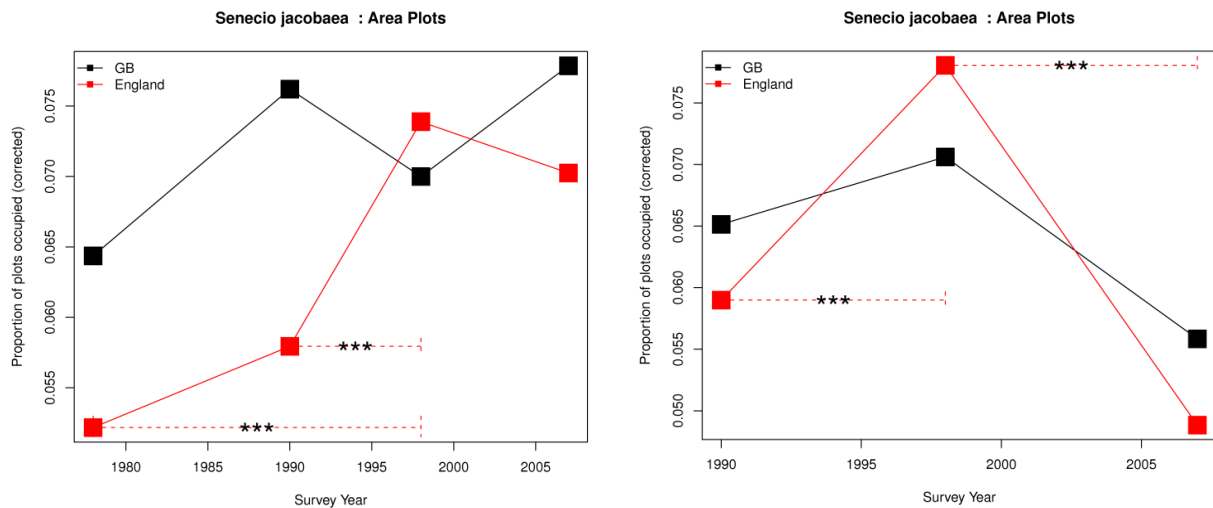 Senecio jacobaea : Area Plots
GB
England
Proportion of plots occupied (corrected)
0.075
0.070
0.065
0.060
0.055
***
***
1980 1985 1990 1995 2000 2005
Survey Year
Senecio jacobaea : Area Plots
GB
England
Proportion of plots occupied (corrected)
0.075
0.070
0.065
0.060
0.055
0.050
***
***
1990 1995 2000 2005
Survey Year